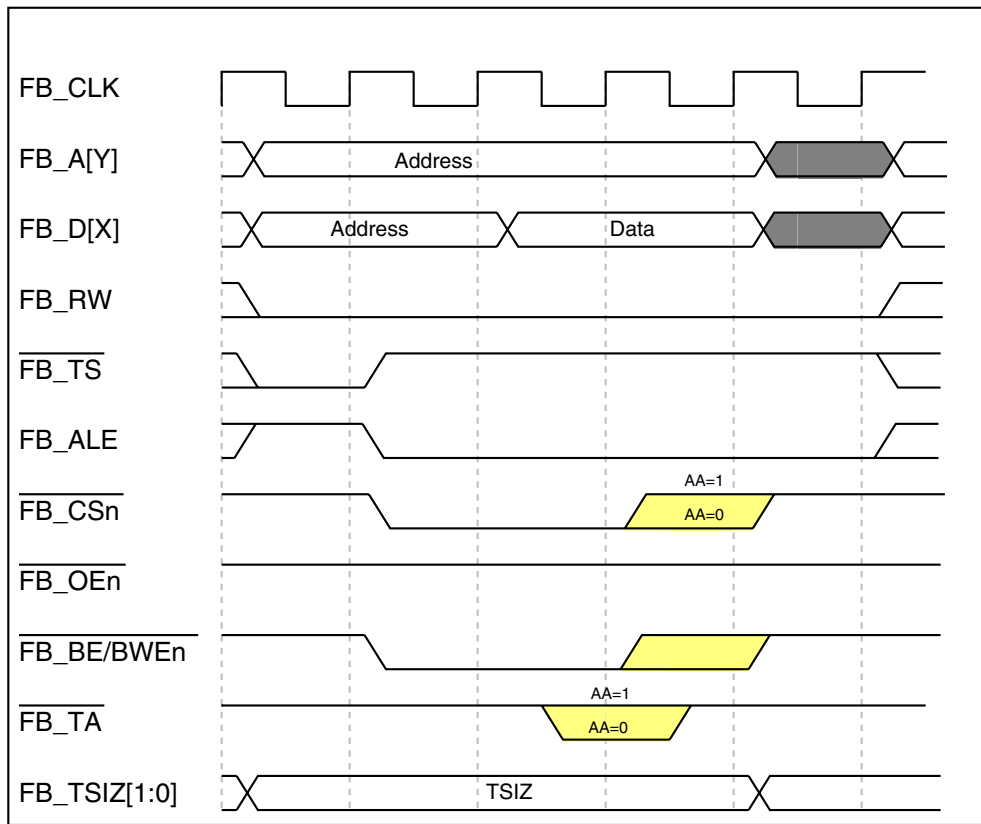 FB_CLK
FB_A[Y]
Address
FB_D[X]
Address Data
FB_RW
FB_TS
FB_ALE
AA=1
FB_CSn
AA=0
FB_OEn
FB_BE/BWEn
AA=1
FB_TA
AA=0
FB_TSIZ[1:0]
TSIZ